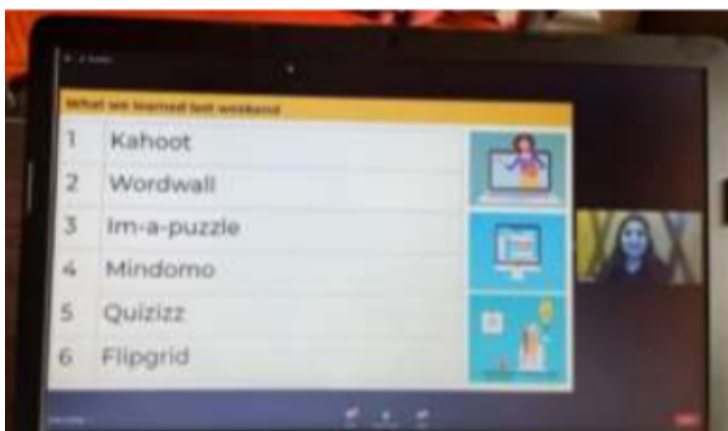 What we learned last weekend
1 Kahoot
2 Wordwall
3 Im-a-puzzle
4 Mindomo
5 Quizizz
6 Flipgrid